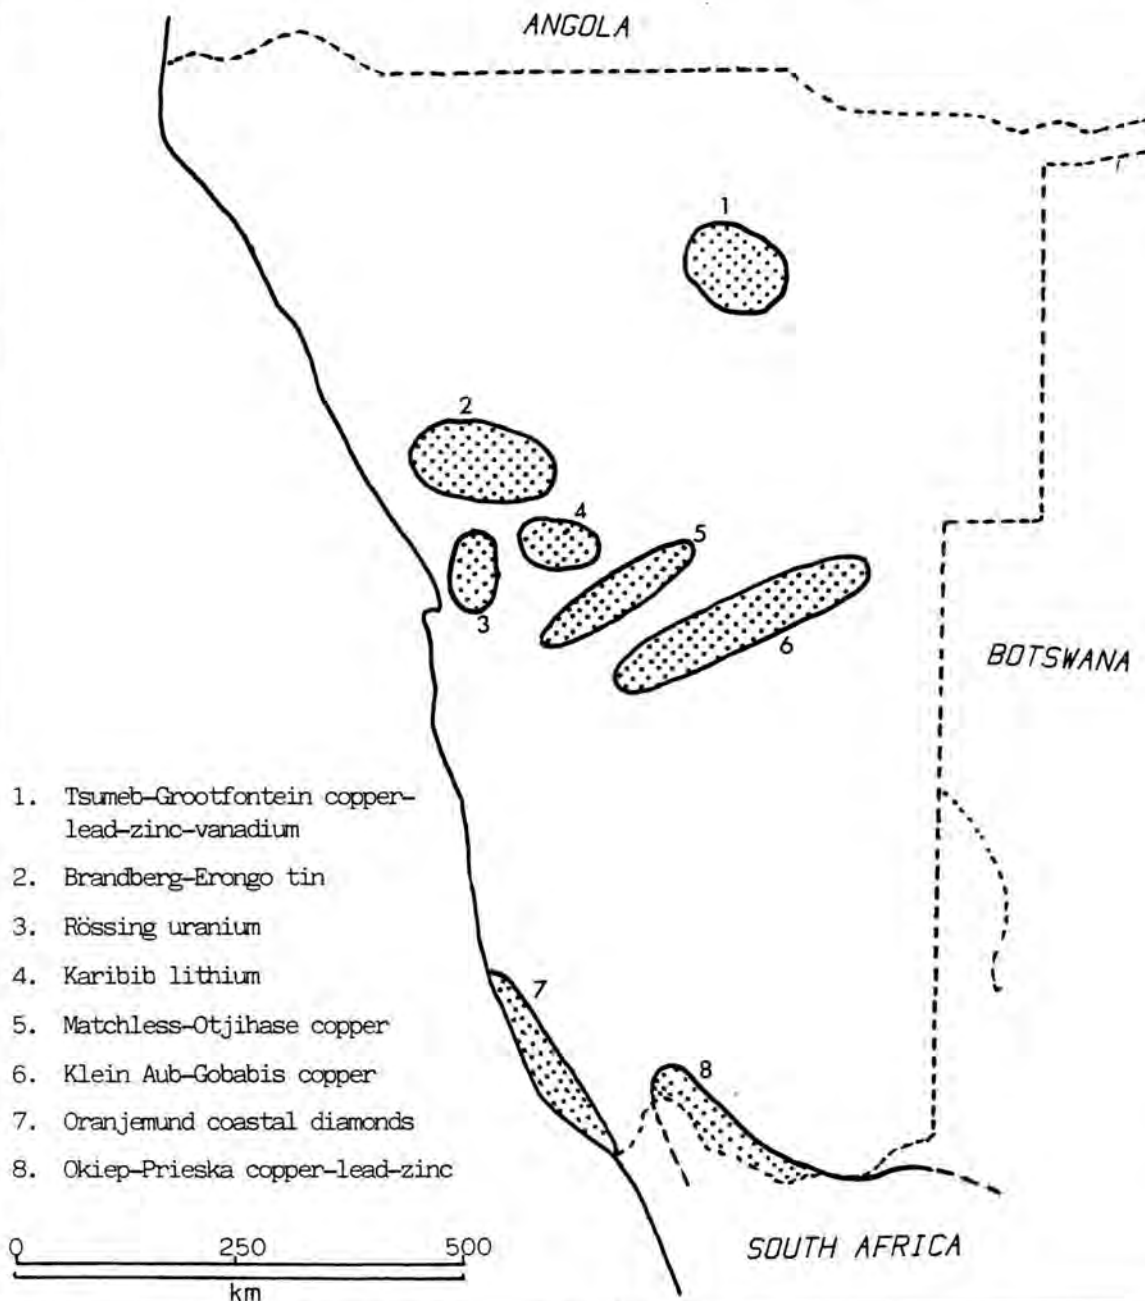 ANGOLA
1
2
4
5
3
6
BOTSWANA
1. Tsumeb-Grootfontein copper-
lead-zinc-vanadium
2. Brandberg-Erongo tin
3. Rössing uranium
4. Karibib lithium
5. Matchless-Otjihase copper
6. Klein Aub-Gobabis copper
7. Oranjemund coastal diamonds
8. Okiep-Prieska copper-lead-zinc
7
8
0 250 500
km
SOUTH AFRICA